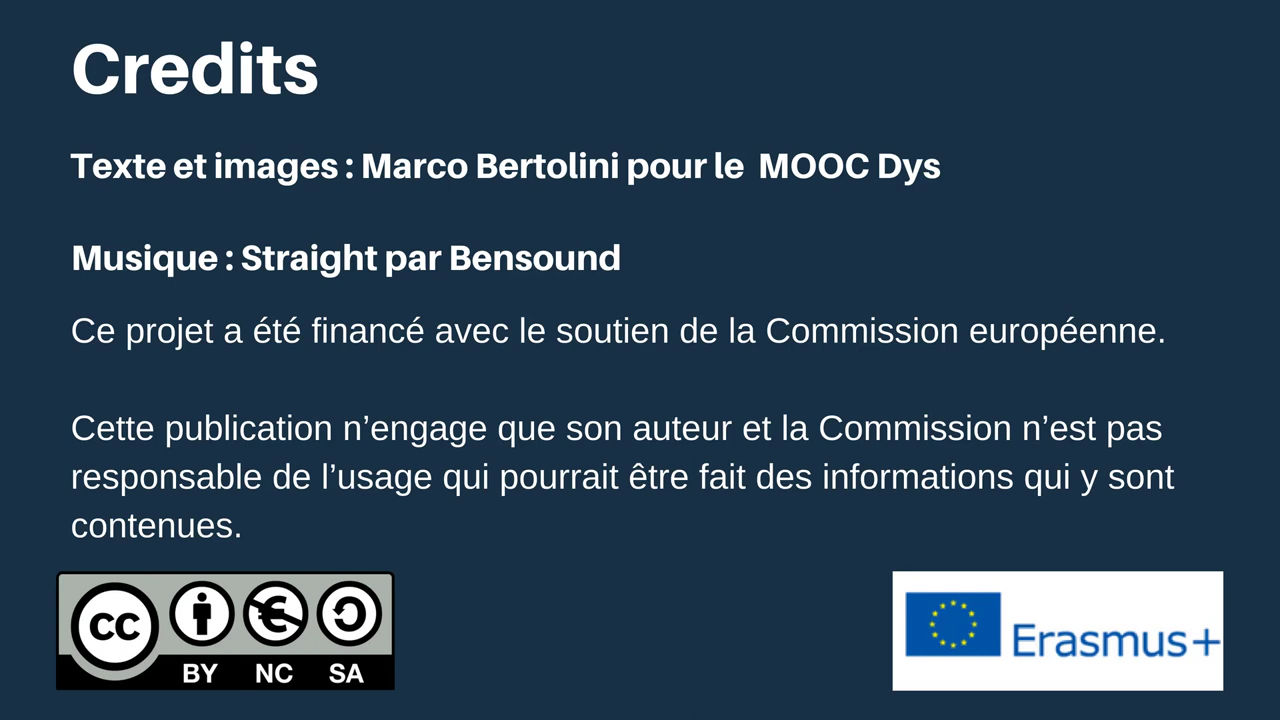 Credits
Texte et images : Marco Bertolini pour le MOOC Dys
Musique : Straight par Bensound
Ce projet a été financé avec le soutien de la Commission européenne.
Cette publication n’engage que son auteur et la Commission n’est pas
responsable de l’usage qui pourrait être fait des informations qui y sont
contenues.
cc
BY NC SA
Erasmus+